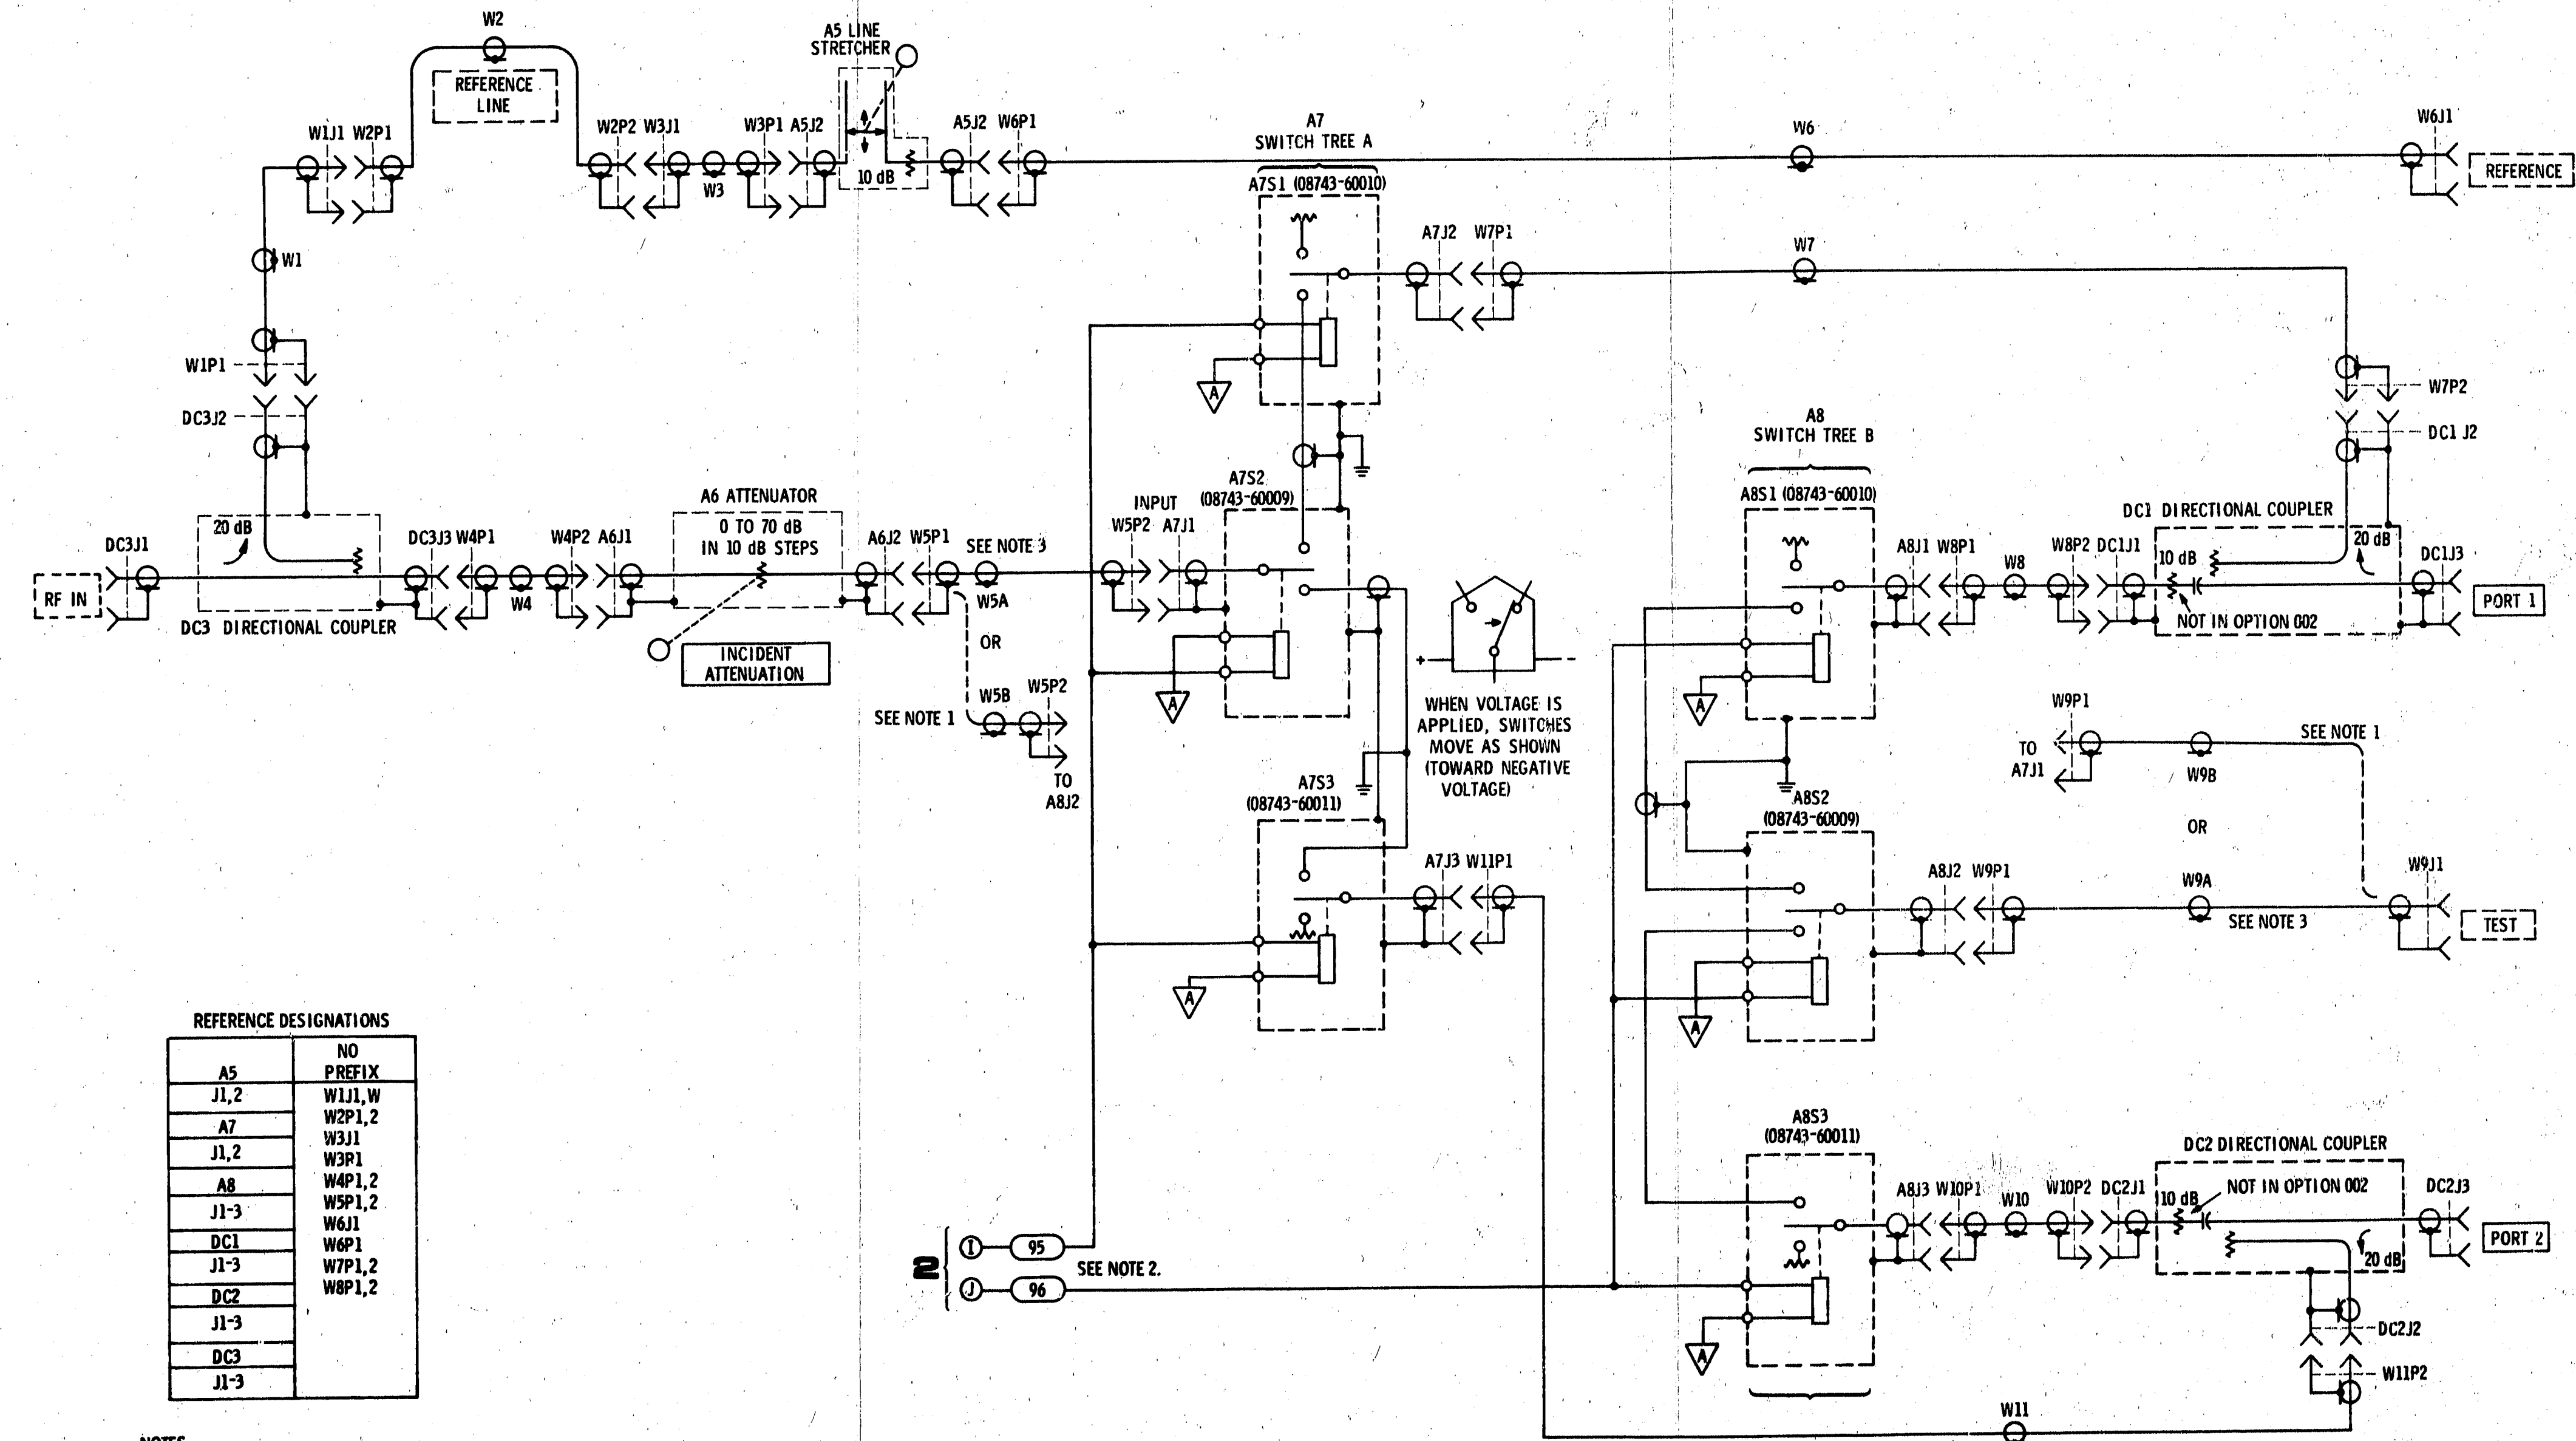 W2
A5 LINE
STRETCHER
REFERENCE
LINE
W1J1 W2P1
W2P2 W3J1
W3P1 A5J2
W3
10 dB
A5J2 W6P1
A7
SWITCH TREE A
A7S1 (08743-60010)
W6
W6J1
REFERENCE
W1
A7J2 W7P1
W7
W1P1
DC3J2
A
W7P2
DC1 J2
A8
SWITCH TREE B
A8S1 (08743-60010)
DC1 DIRECTIONAL COUPLER
20 dB
10 dB
NOT IN OPTION 002
DC1J3
PORT 1
A8J1 W8P1
W8
W8P2 DC1J1
A
DC3J1
RF IN
20 dB
DC3 DIRECTIONAL COUPLER
DC3J3 W4P1
W4
W4P2 A6J1
A6 ATTENUATOR
0 TO 70 dB
IN 10 dB STEPS
INCIDENT
ATTENUATION
A6J2 W5P1
SEE NOTE 3
W5A
OR
W5B
W5P2
SEE NOTE 1
TO
A8J2
INPUT
W5P2 A7J1
A7S2
(08743-60009)
A
+
WHEN VOLTAGE IS
APPLIED, SWITCHES
MOVE AS SHOWN
(TOWARD NEGATIVE
VOLTAGE)
A7S3
(08743-60011)
A7J3 W11P1
A
W9P1
TO
A7J1
W9B
SEE NOTE 1
OR
A8S2
(08743-60009)
A8J2 W9P1
W9A
SEE NOTE 3
W9J1
TEST
A
A8S3
(08743-60011)
A8J3 W10P1
W10
W10P2 DC2J1
DC2 DIRECTIONAL COUPLER
10 dB
NOT IN OPTION 002
20 dB
DC2J3
PORT 2
A
DC2J2
W11P2
W11
2
I
95
SEE NOTE 2.
J
96
REFERENCE DESIGNATIONS
NO
PREFIX
A5
J1,2
A7
J1,2
A8
J1-3
DC1
J1-3
DC2
J1-3
DC3
J1-3
W1J1,W
W2P1,2
W3J1
W3P1
W4P1,2
W5P1,2
W6J1
W6P1
W7P1,2
W8P1,2
NOTES